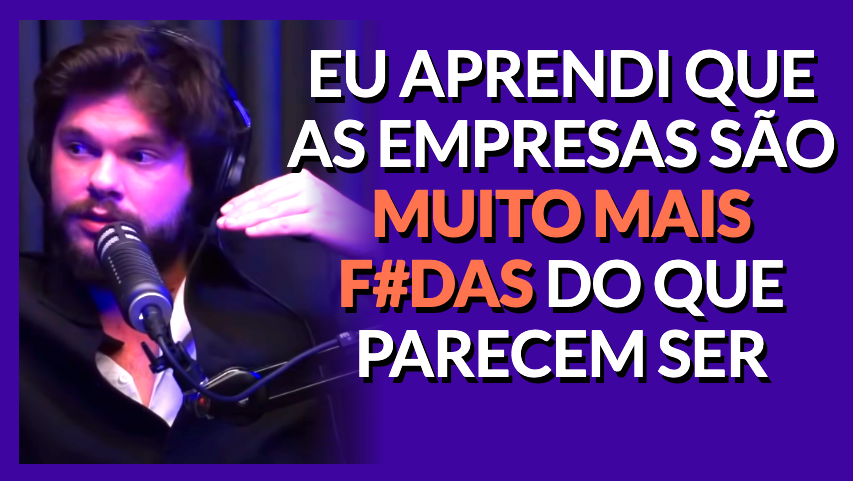 EU APRENDI QUE
AS EMPRESAS SÃO
MUITO MAIS
F#DAS DO QUE
PARECEM SER